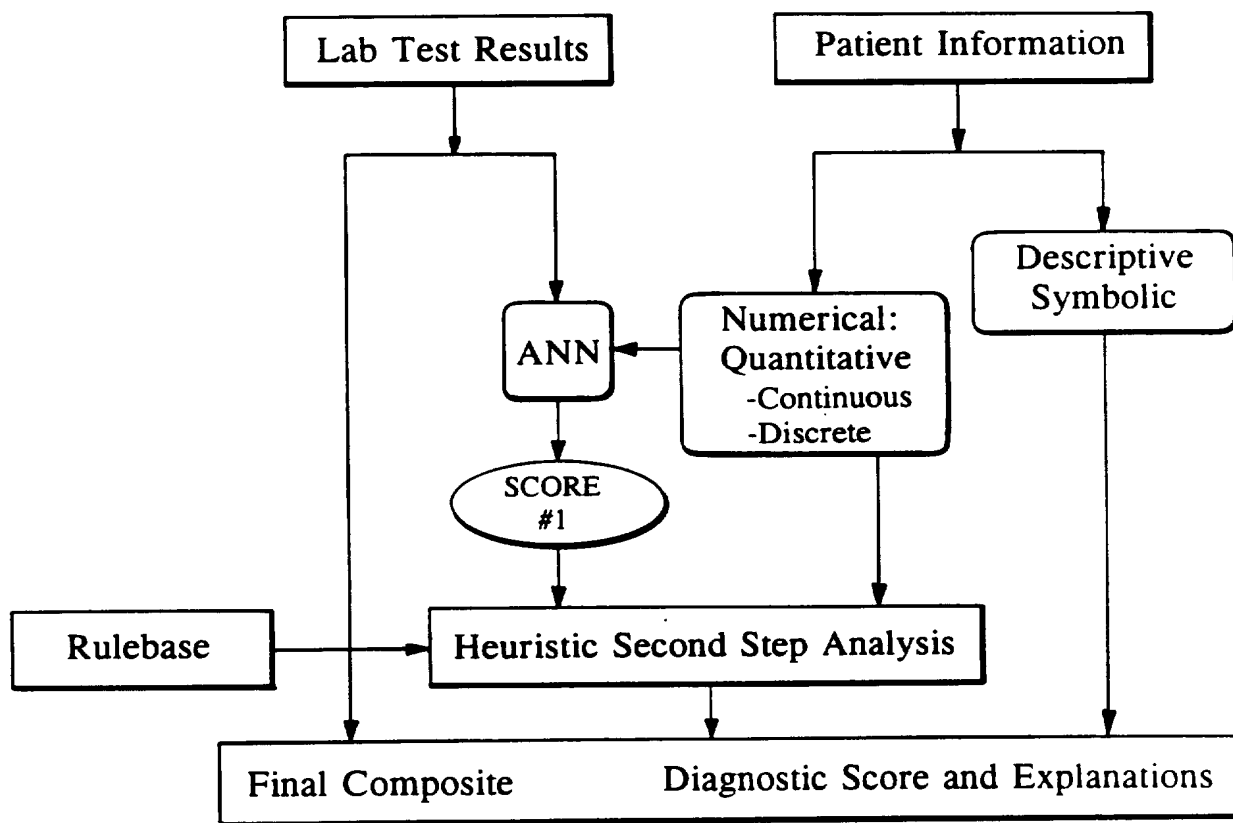 Lab Test Results
Patient Information
Descriptive
Symbolic
ANN
Numerical:
Quantitative
-Continuous
-Discrete
SCORE
#1
Rulebase
Heuristic Second Step Analysis
Final Composite
Diagnostic Score and Explanations